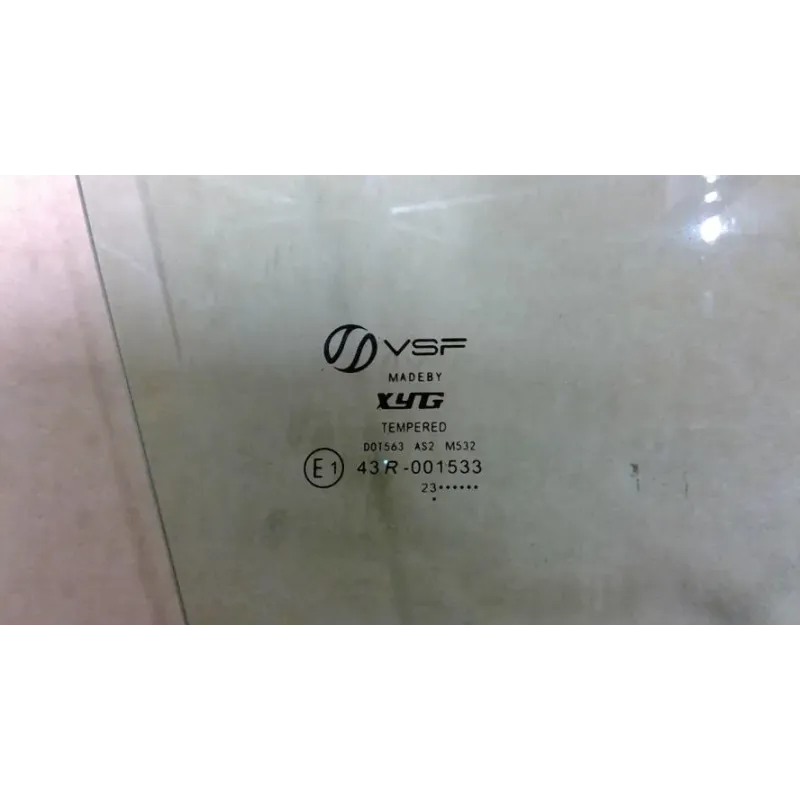 VSF
MADEBY
XYG
TEMPERED
DOT563 AS2 M532
E1 43R-001533
23••••••
•